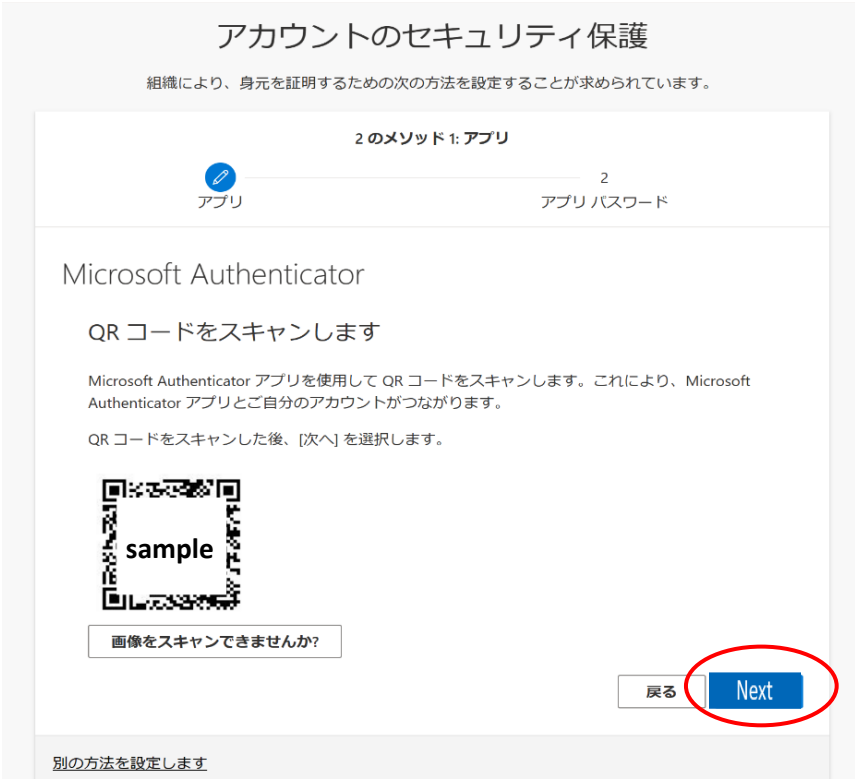 アカウントのセキュリティ保護
組織により、身元を証明するための次の方法を設定することが求められています。
2 のメソッド 1: アプリ
2
アプリ
アプリ パスワード
Microsoft Authenticator
QR コードをスキャンします
Microsoft Authenticator アプリを使用して QR コードをスキャンします。これにより、Microsoft
Authenticator アプリとご自分のアカウントがつながります。
QR コードをスキャンした後、[次へ] を選択します。
sample
画像をスキャンできませんか?
戻る
Next
別の方法を設定します